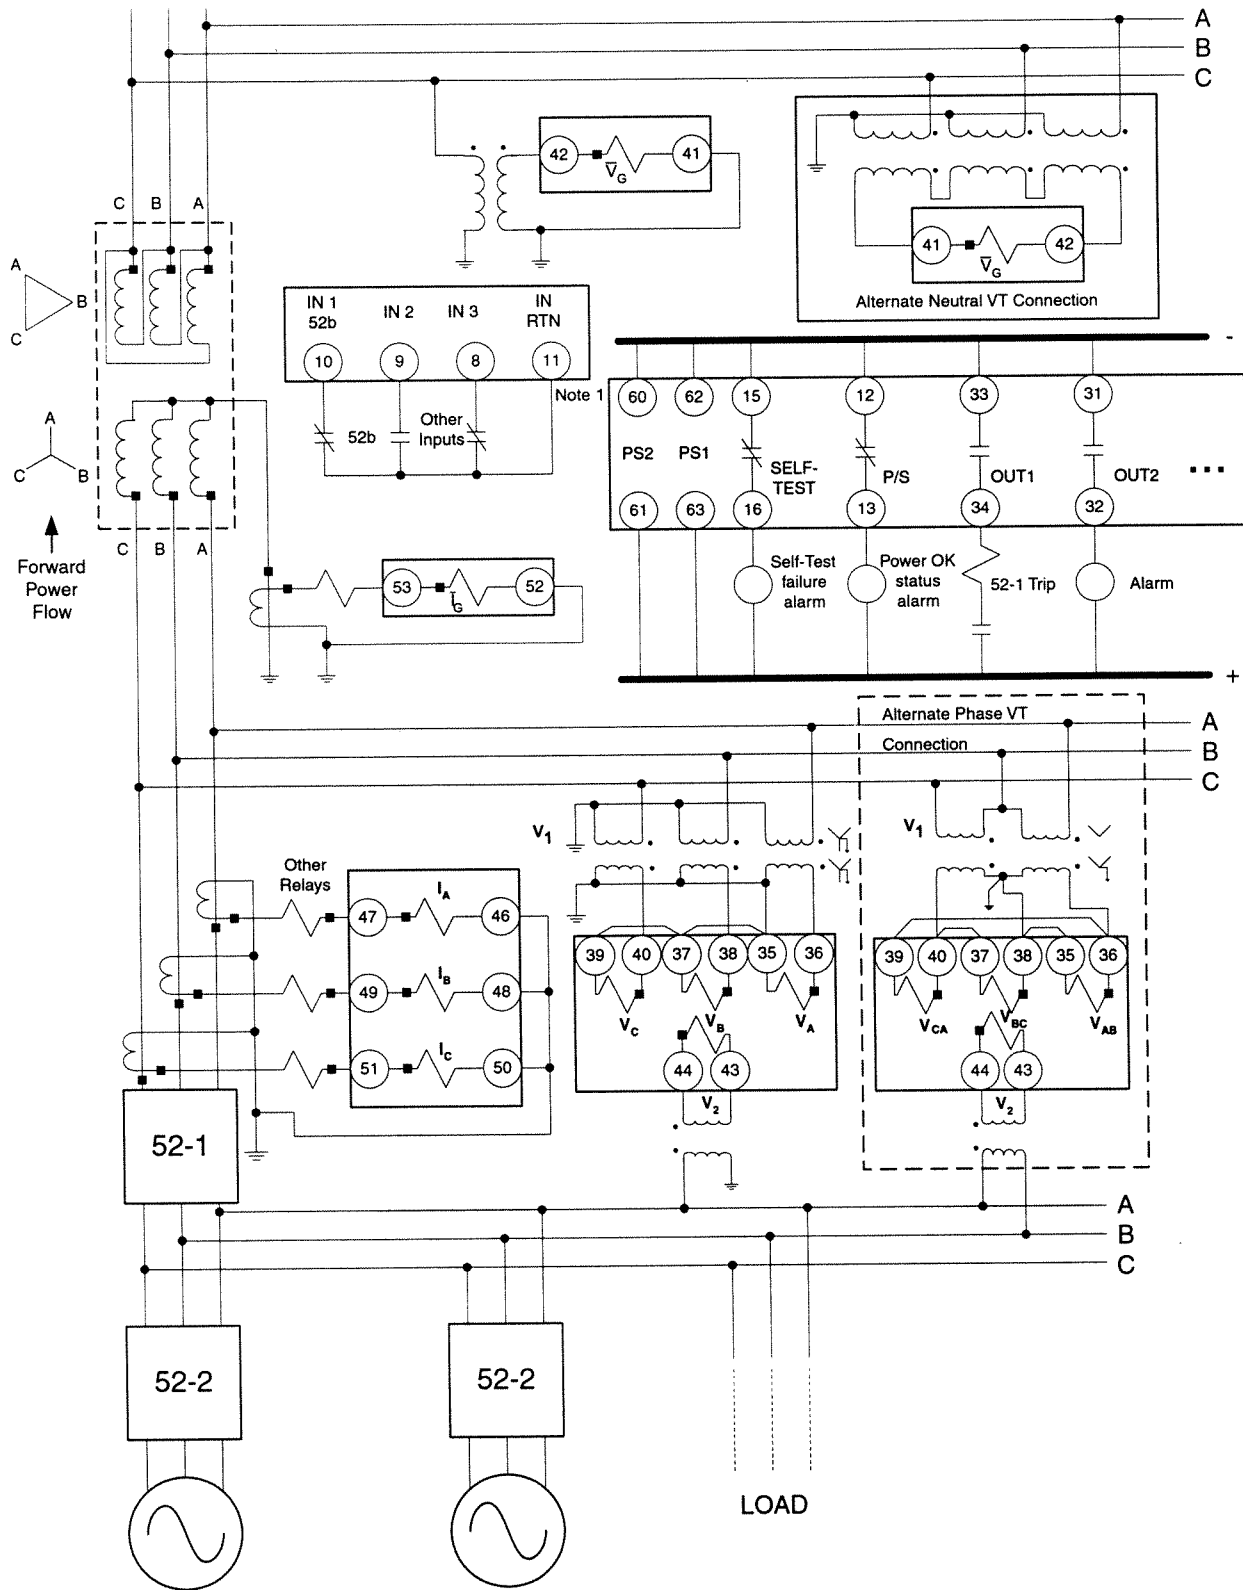 A
B
C
42
V̅G
41
41
V̅G
42
Alternate Neutral VT Connection
C B A
A
B
C
IN 1
52b
IN 2
IN 3
IN
RTN
10
9
8
11
Note 1
52b
Other
Inputs
-
60
62
15
12
33
31
PS2
PS1
SELF-
TEST
P/S
OUT1
OUT2
...
61
63
16
13
34
32
Self-Test
failure
alarm
Power OK
status
alarm
52-1 Trip
Alarm
+
A
C
B
C B A
Forward
Power
Flow
53
I̅G
52
Alternate Phase VT
Connection
A
B
C
V1
V1
Other
Relays
47
IA
46
49
IB
48
51
IC
50
39
40
37
38
35
36
VC
VB
VA
44
43
V2
39
40
37
38
35
36
VCA
VBC
VAB
44
43
V2
52-1
A
B
C
52-2
52-2
LOAD